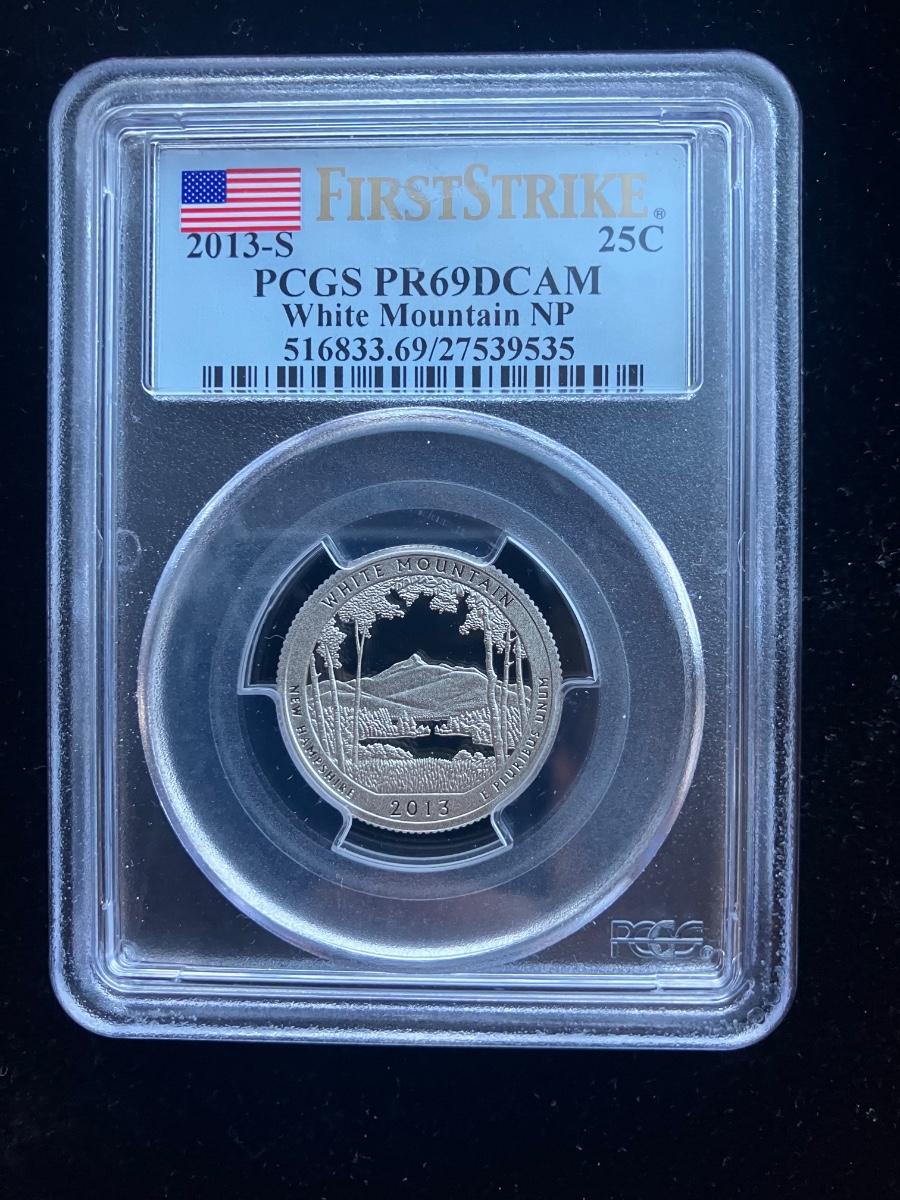 FIRSTSTRIKE®
2013-S 25C
PCGS PR69DCAM
White Mountain NP
516833.69/27539535
WHITE MOUNTAIN
NEW HAMPSHIRE
2013
E PLURIBUS UNUM
PCGS®